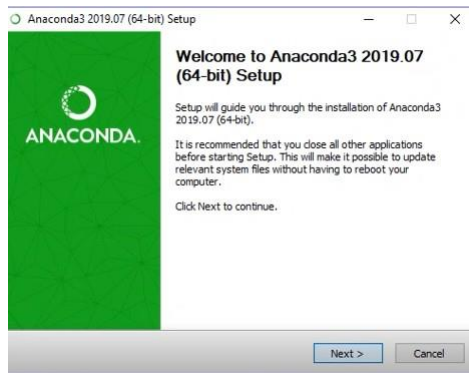 Anaconda3 2019.07 (64-bit) Setup
ANACONDA.
Welcome to Anaconda3 2019.07
(64-bit) Setup
Setup will guide you through the installation of Anaconda3
2019.07 (64-bit).
It is recommended that you close all other applications
before starting Setup. This will make it possible to update
relevant system files without having to reboot your
computer.
Click Next to continue.
Next >
Cancel